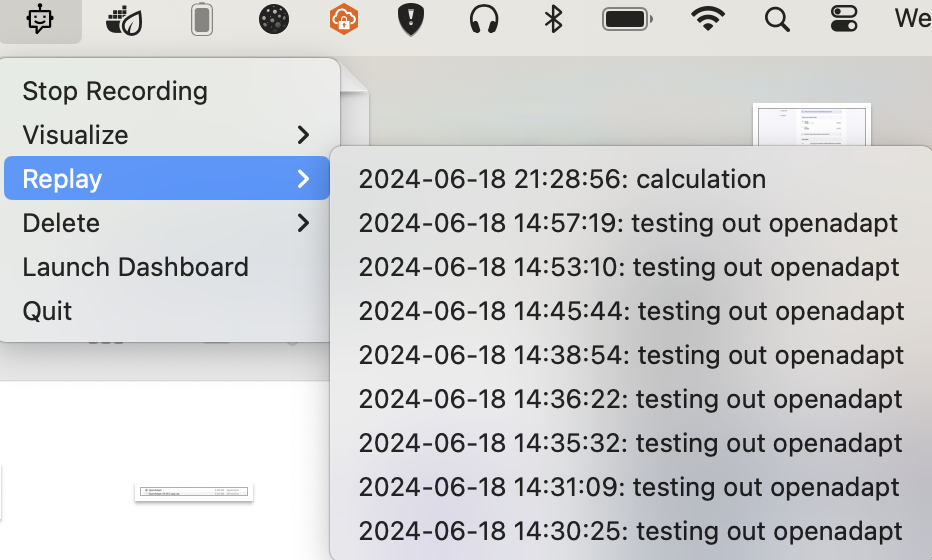 We
Stop Recording
Visualize
Replay
Delete
Launch Dashboard
Quit
2024-06-18 21:28:56: calculation
2024-06-18 14:57:19: testing out openadapt
2024-06-18 14:53:10: testing out openadapt
2024-06-18 14:45:44: testing out openadapt
2024-06-18 14:38:54: testing out openadapt
2024-06-18 14:36:22: testing out openadapt
2024-06-18 14:35:32: testing out openadapt
2024-06-18 14:31:09: testing out openadapt
2024-06-18 14:30:25: testing out openadapt